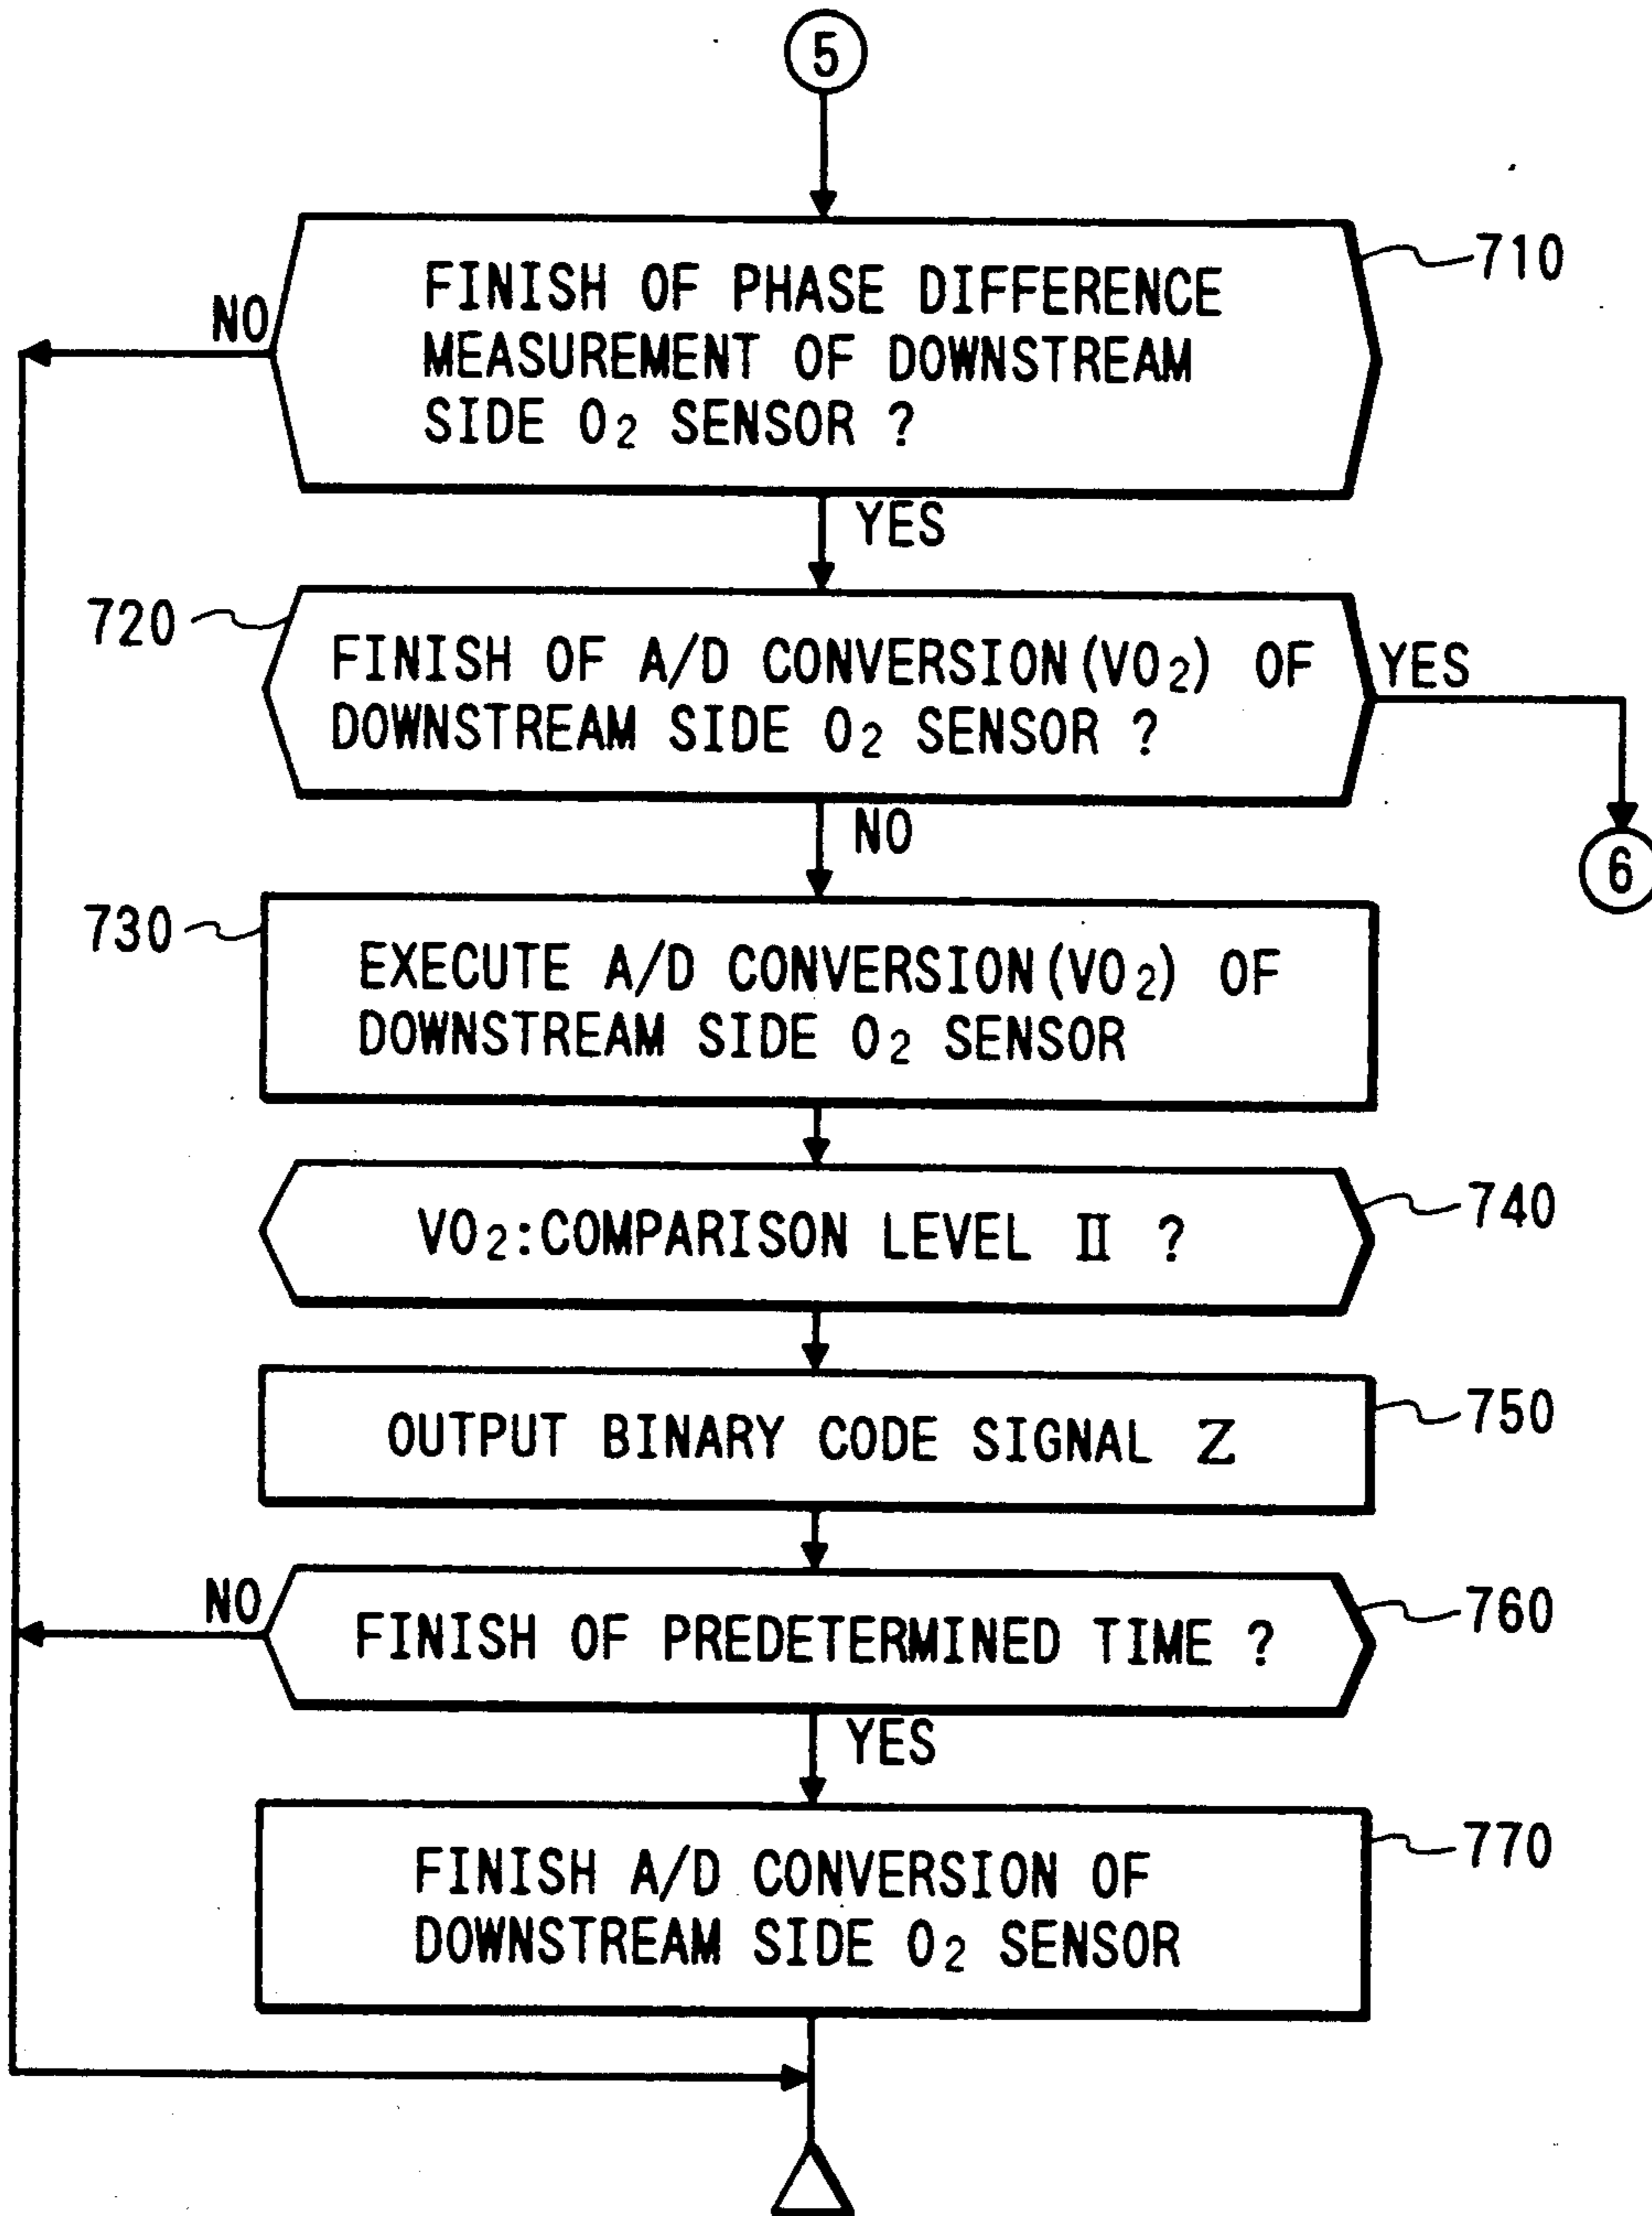 5
FINISH OF PHASE DIFFERENCE
MEASUREMENT OF DOWNSTREAM
SIDE O₂ SENSOR ?
710
NO
YES
720
FINISH OF A/D CONVERSION(VO₂) OF
DOWNSTREAM SIDE O₂ SENSOR ?
YES
NO
6
730
EXECUTE A/D CONVERSION(VO₂) OF
DOWNSTREAM SIDE O₂ SENSOR
VO₂:COMPARISON LEVEL II ?
740
OUTPUT BINARY CODE SIGNAL Z
750
NO
FINISH OF PREDETERMINED TIME ?
760
YES
FINISH A/D CONVERSION OF
DOWNSTREAM SIDE O₂ SENSOR
770